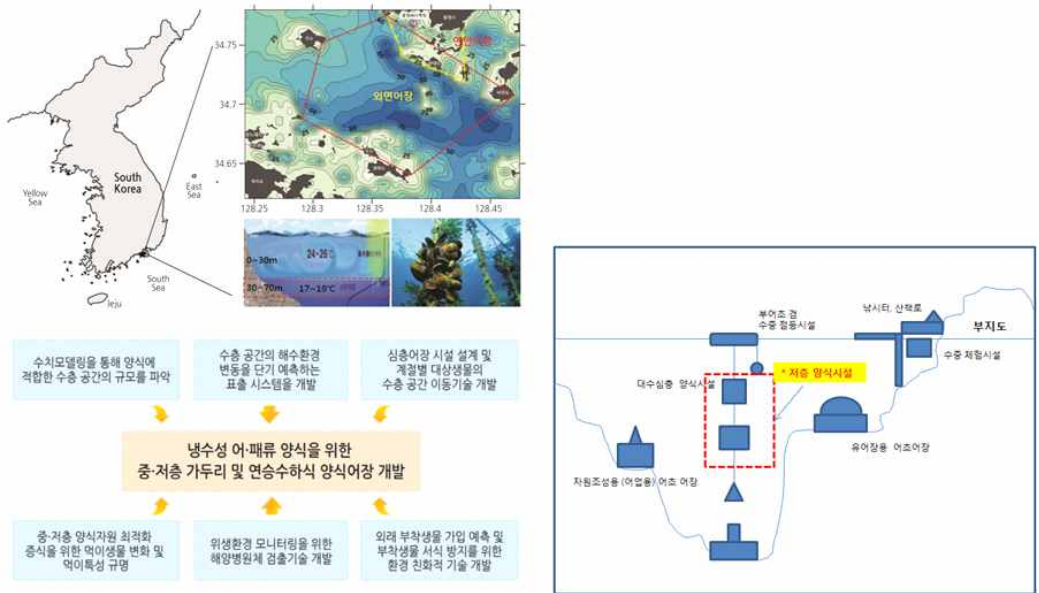 South
Korea
Yellow
Sea
East
Sea
South
Sea
Jeju
34.75
34.7
34.65
128.25
128.3
128.35
128.4
128.45
외면어장
0~30m
24~26℃
30~70m
17~18℃
수치모델링을 통해 양식에
적합한 수층 공간의 규모를 파악
수층 공간의 해수환경
변동을 단기 예측하는
표출 시스템을 개발
심층어장 시설 설계 및
계절별 대상생물의
수층 공간 이동기술 개발
냉수성 어·패류 양식을 위한
중·저층 가두리 및 연승수하식 양식어장 개발
중·저층 양식자원 최적화
증식을 위한 먹이생물 변화 및
먹이특성 규명
위생환경 모니터링을 위한
해양병원체 검출기술 개발
외래 부착생물 가입 예측 및
부착생물 서식 방지를 위한
환경 친화적 기술 개발
부어초 겸
수중 점등시설
낚시터, 산책로
부지도
수중 체험시설
* 저층 양식시설
대수심층 양식시설
유어장용 어초어장
자원조성용 (어업용) 어초 어장